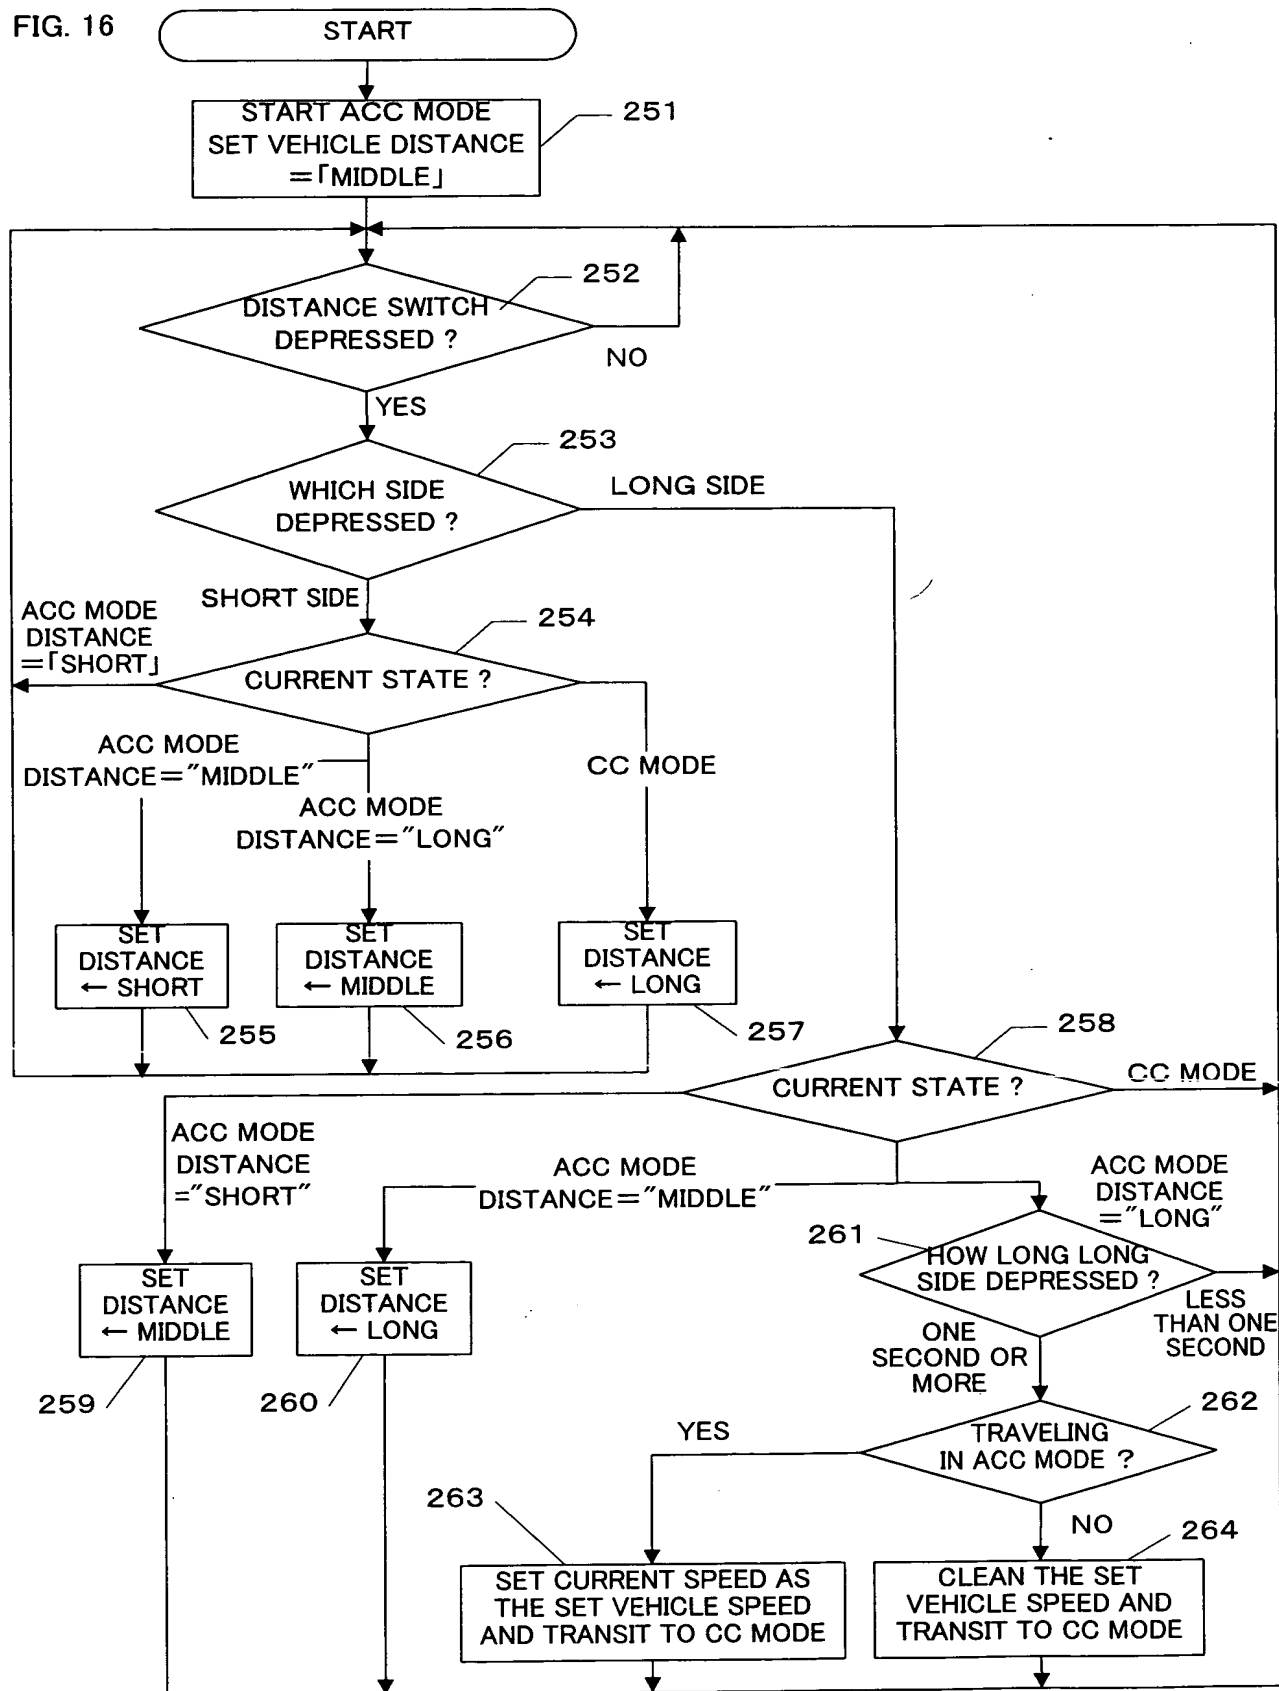 FIG. 16
START
START ACC MODE
SET VEHICLE DISTANCE
=「MIDDLE」
251
252
DISTANCE SWITCH
DEPRESSED ?
NO
YES
253
WHICH SIDE
DEPRESSED ?
LONG SIDE
SHORT SIDE
ACC MODE
DISTANCE
=「SHORT」
254
CURRENT STATE ?
ACC MODE
DISTANCE="MIDDLE"
CC MODE
ACC MODE
DISTANCE="LONG"
SET
DISTANCE
← SHORT
255
SET
DISTANCE
← MIDDLE
256
SET
DISTANCE
← LONG
257
258
CURRENT STATE ?
CC MODE
ACC MODE
DISTANCE
="SHORT"
ACC MODE
DISTANCE="MIDDLE"
ACC MODE
DISTANCE
="LONG"
261
HOW LONG LONG
SIDE DEPRESSED ?
LESS
THAN ONE
SECOND
SET
DISTANCE
← MIDDLE
259
SET
DISTANCE
← LONG
260
ONE
SECOND OR
MORE
262
TRAVELING
IN ACC MODE ?
YES
NO
263
SET CURRENT SPEED AS
THE SET VEHICLE SPEED
AND TRANSIT TO CC MODE
264
CLEAN THE SET
VEHICLE SPEED AND
TRANSIT TO CC MODE